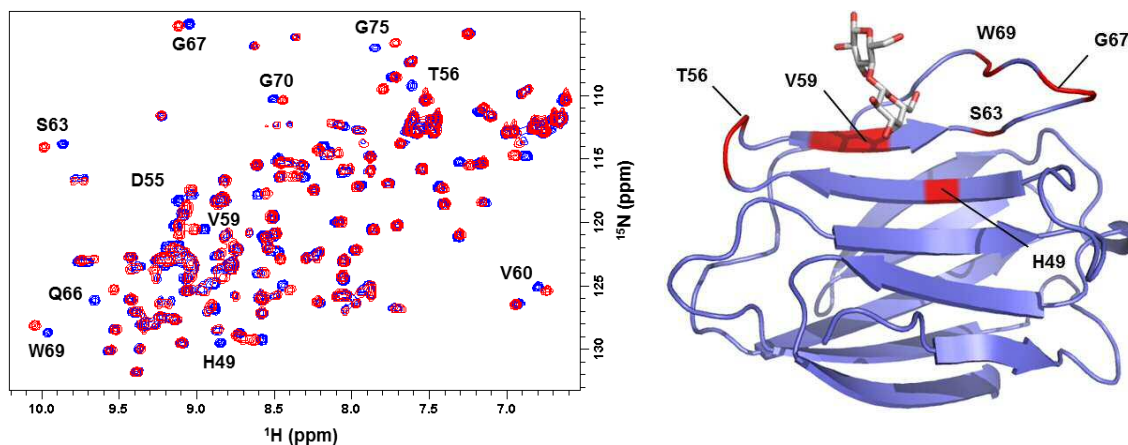 G67
G75
G70
T56
S63
D55
V59
V60
Q66
W69
H49
110
115
120
125
130
¹⁵N (ppm)
10.0 9.5 9.0 8.5 8.0 7.5 7.0
¹H (ppm)
W69
G67
T56
V59
S63
H49